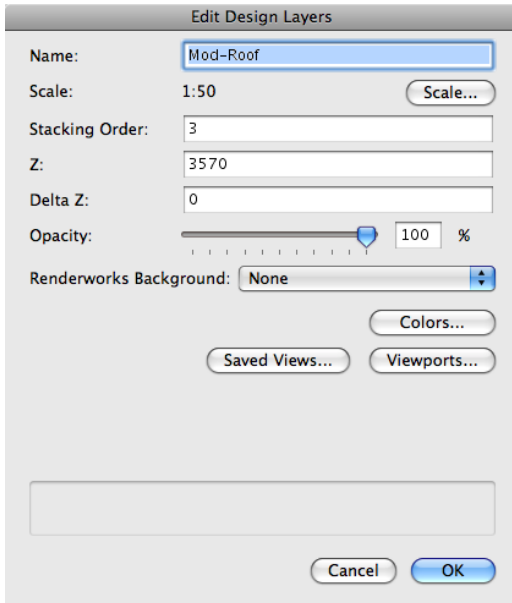 Edit Design Layers
Name: Mod-Roof
Scale: 1:50 Scale...
Stacking Order: 3
Z: 3570
Delta Z: 0
Opacity: 100 %
Renderworks Background: None
Colors...
Saved Views... Viewports...
Cancel OK